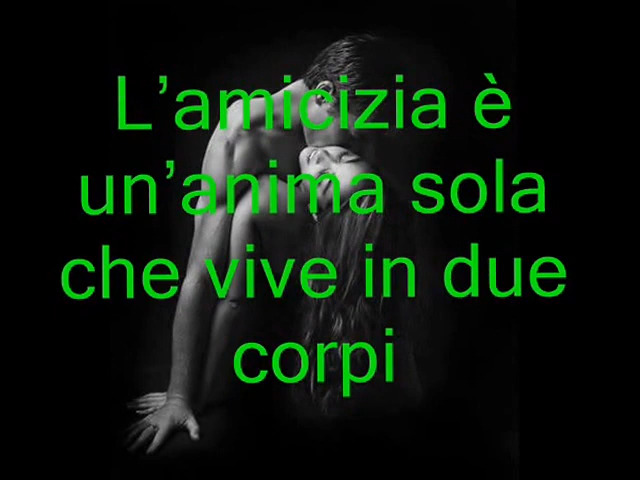 L’amicizia è
un’anima sola
che vive in due
corpi